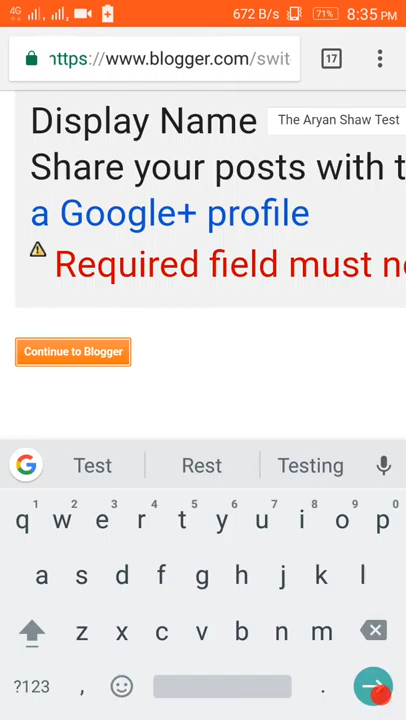 4G 672 B/s 71% 8:35 PM
https://www.blogger.com/swit 17
Display Name The Aryan Shaw Test
Share your posts with t
a Google+ profile
Required field must n
Continue to Blogger
G Test Rest Testing
1 2 3 4 5 6 7 8 9 0
q w e r t y u i o p
a s d f g h j k l
z x c v b n m
?123 , .